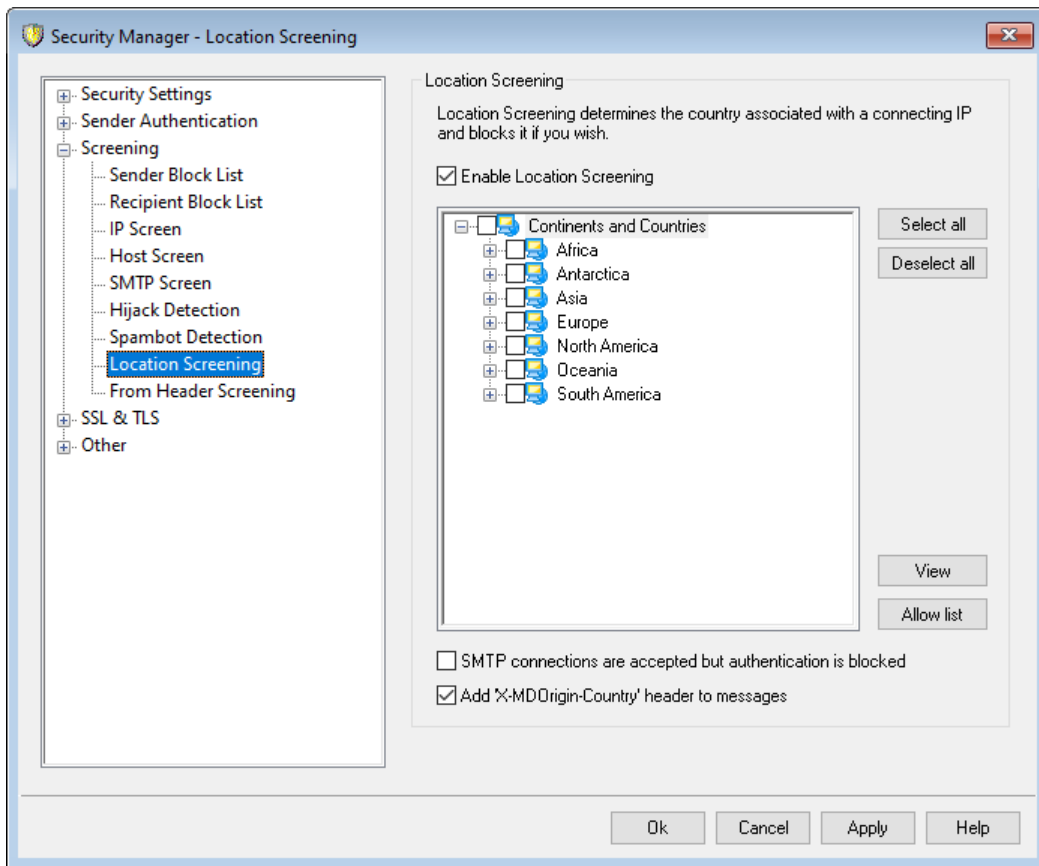 Security Manager - Location Screening
Security Settings
Sender Authentication
Screening
Sender Block List
Recipient Block List
IP Screen
Host Screen
SMTP Screen
Hijack Detection
Spambot Detection
Location Screening
From Header Screening
SSL & TLS
Other
Location Screening
Location Screening determines the country associated with a connecting IP
and blocks it if you wish.
Enable Location Screening
Continents and Countries
Africa
Antarctica
Asia
Europe
North America
Oceania
South America
Select all
Deselect all
View
Allow list
SMTP connections are accepted but authentication is blocked
Add 'X-MDOrigin-Country' header to messages
Ok
Cancel
Apply
Help